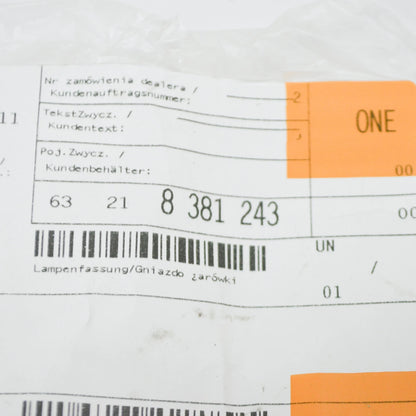 Nr zamówienia dealera /
Kundenauftragsnummer:
2
11
TekstZwycz. /
Kundentext:
ONE
Poj.Zwycz. /
Kundenbehälter:
00
63 21 8 381 243
00
UN
/
01
Lampenfassung/Gniazdo żarówki